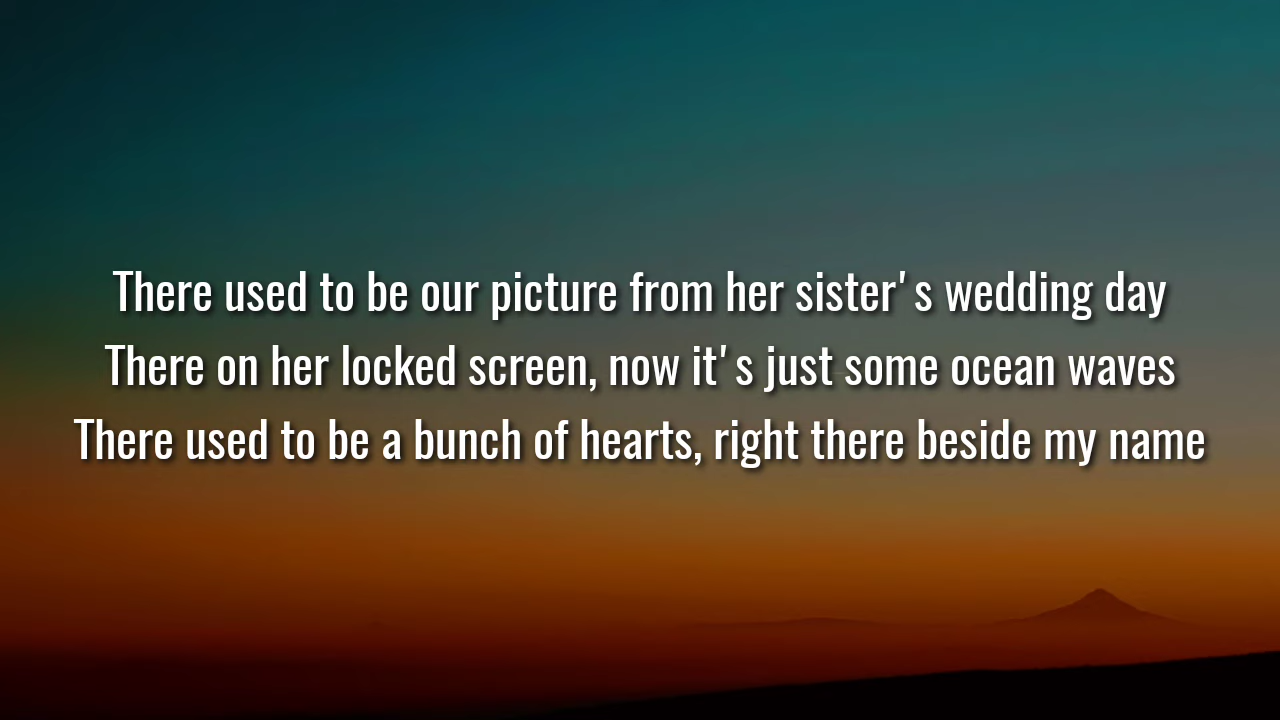 There used to be our picture from her sister's wedding day
There on her locked screen, now it's just some ocean waves
There used to be a bunch of hearts, right there beside my name